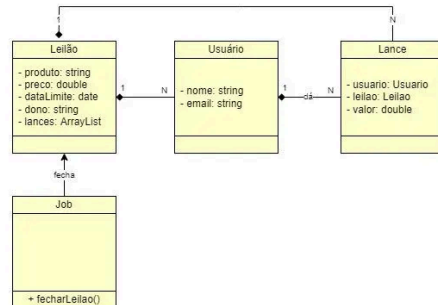 1
N
Leilão
- produto: string
- preco: double
- dataLimite: date
- dono: string
- lances: ArrayList
1
N
Usuário
- nome: string
- email: string
1
dá
N
Lance
- usuario: Usuario
- leilao: Leilao
- valor: double
fecha
Job
+ fecharLeilao()